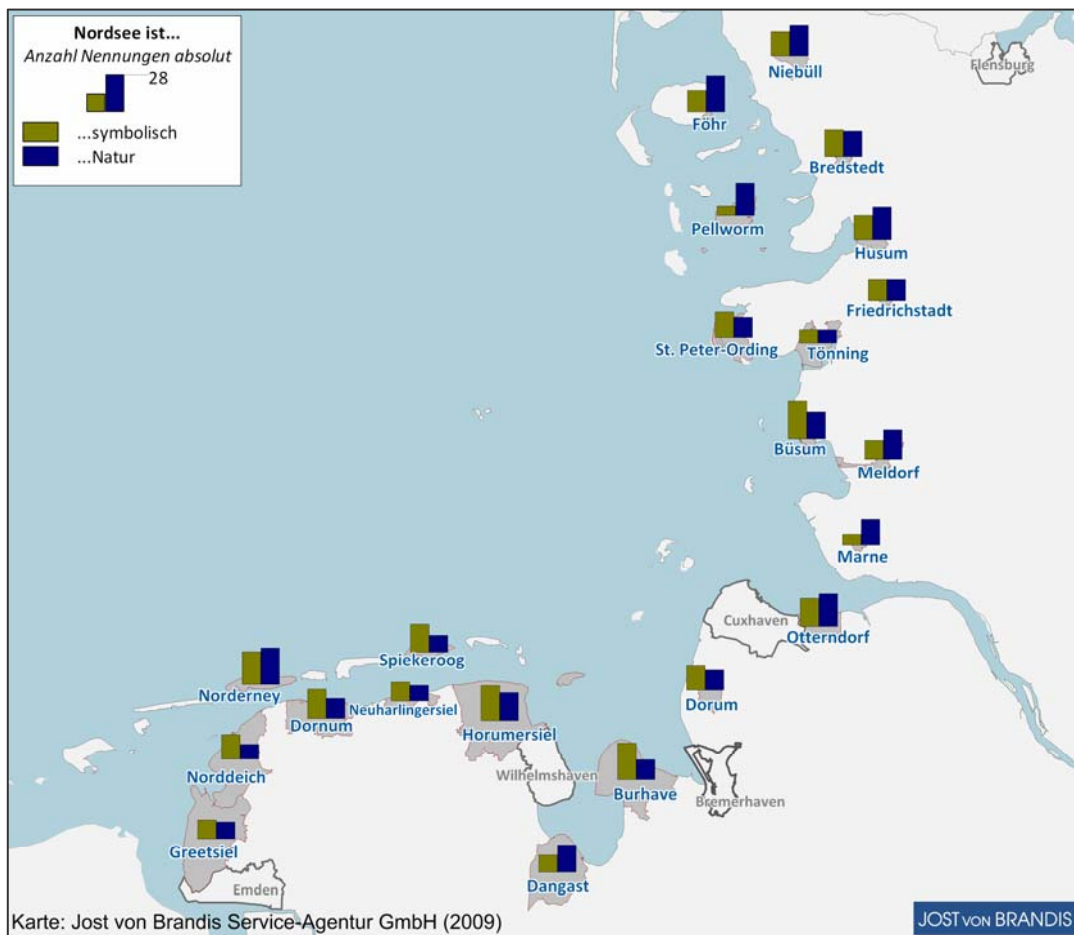 Nordsee ist...
Anzahl Nennungen absolut
28
...symbolisch
...Natur
Niebüll
Flensburg
Föhr
Bredstedt
Pellworm
Husum
Friedrichstadt
St. Peter-Ording
Tönning
Büsum
Meldorf
Marne
Cuxhaven
Otterndorf
Spiekeroog
Norderney
Neuharlingersiel
Dorum
Dornum
Horumersiel
Norddeich
Wilhelmshaven
Burhave
Bremerhaven
Greetsiel
Dangast
Emden
Karte: Jost von Brandis Service-Agentur GmbH (2009)
JOST VON BRANDIS